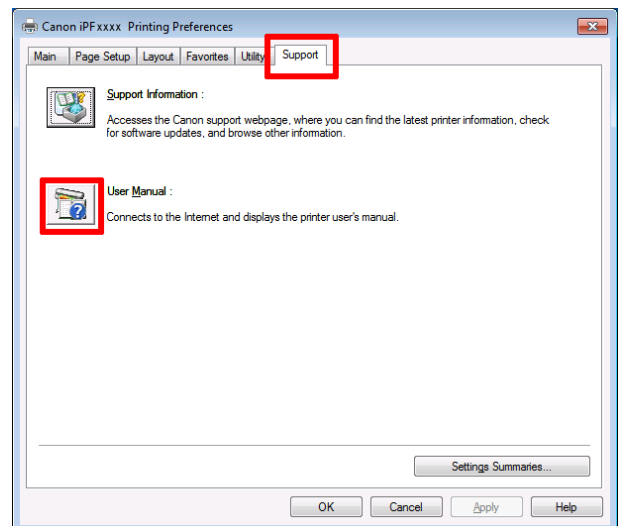 Canon iPFxxxx Printing Preferences
Main Page Setup Layout Favorites Utility Support
Support Information :
Accesses the Canon support webpage, where you can find the latest printer information, check
for software updates, and browse other information.
User Manual :
Connects to the Internet and displays the printer user's manual.
Settings Summaries...
OK Cancel Apply Help